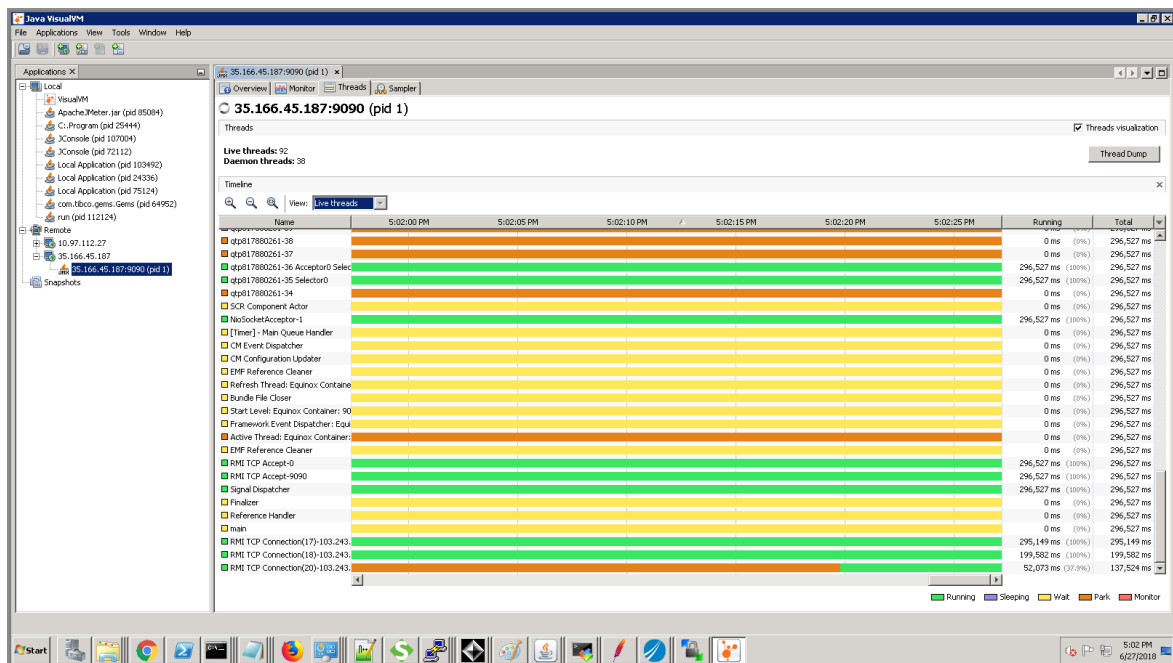 Java VisualVM
File Applications View Tools Window Help
Applications
Local
VisualVM
ApacheJMeter.jar (pid 85084)
C:.Program (pid 25444)
JConsole (pid 107004)
JConsole (pid 72112)
Local Application (pid 103492)
Local Application (pid 24336)
Local Application (pid 75124)
com.tibco.gems.Gems (pid 64952)
run (pid 112124)
Remote
10.97.112.27
35.166.45.187
35.166.45.187:9090 (pid 1)
Snapshots
35.166.45.187:9090 (pid 1)
Overview Monitor Threads Sampler
35.166.45.187:9090 (pid 1)
Threads Threads visualization
Live threads: 92
Daemon threads: 38
Thread Dump
Timeline
View: Live threads
Name 5:02:00 PM 5:02:05 PM 5:02:10 PM 5:02:15 PM 5:02:20 PM 5:02:25 PM Running Total
qtp817880261-38 0 ms (0%) 296,527 ms
qtp817880261-37 0 ms (0%) 296,527 ms
qtp817880261-36 Acceptor0 Selec 296,527 ms (100%) 296,527 ms
qtp817880261-35 Selector0 296,527 ms (100%) 296,527 ms
qtp817880261-34 0 ms (0%) 296,527 ms
SCR Component Actor 0 ms (0%) 296,527 ms
NioSocketAcceptor-1 296,527 ms (100%) 296,527 ms
[Timer] - Main Queue Handler 0 ms (0%) 296,527 ms
CM Event Dispatcher 0 ms (0%) 296,527 ms
CM Configuration Updater 0 ms (0%) 296,527 ms
EMF Reference Cleaner 0 ms (0%) 296,527 ms
Refresh Thread: Equinox Containe 0 ms (0%) 296,527 ms
Bundle File Closer 0 ms (0%) 296,527 ms
Start Level: Equinox Container: 90 0 ms (0%) 296,527 ms
Framework Event Dispatcher: Equi 0 ms (0%) 296,527 ms
Active Thread: Equinox Container: 0 ms (0%) 296,527 ms
EMF Reference Cleaner 0 ms (0%) 296,527 ms
RMI TCP Accept-0 296,527 ms (100%) 296,527 ms
RMI TCP Accept-9090 296,527 ms (100%) 296,527 ms
Signal Dispatcher 296,527 ms (100%) 296,527 ms
Finalizer 0 ms (0%) 296,527 ms
Reference Handler 0 ms (0%) 296,527 ms
main 0 ms (0%) 296,527 ms
RMI TCP Connection(17)-103.243. 295,149 ms (100%) 295,149 ms
RMI TCP Connection(18)-103.243. 199,582 ms (100%) 199,582 ms
RMI TCP Connection(20)-103.243. 52,073 ms (37.9%) 137,524 ms
Running Sleeping Wait Park Monitor
Start
5:02 PM
6/27/2018